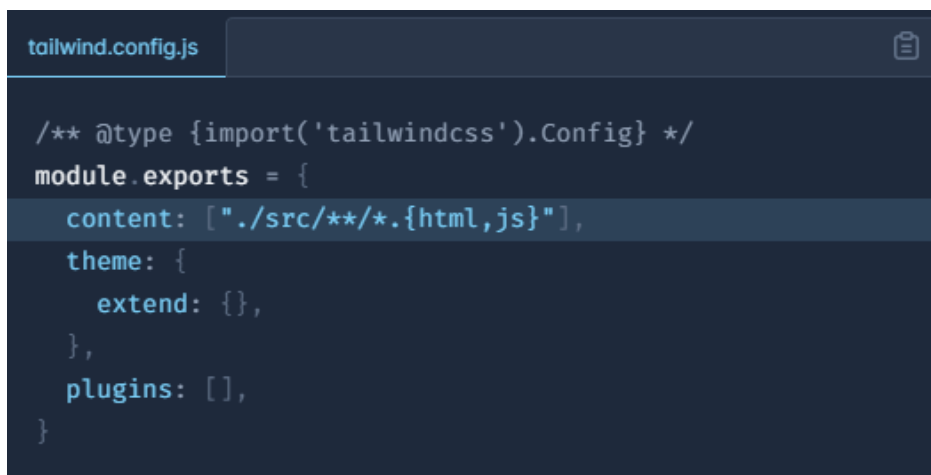 tailwind.config.js
/** @type {import('tailwindcss').Config} */
module.exports = {
  content: ["./src/**/*.{html,js}"],
  theme: {
    extend: {},
  },
  plugins: [],
}